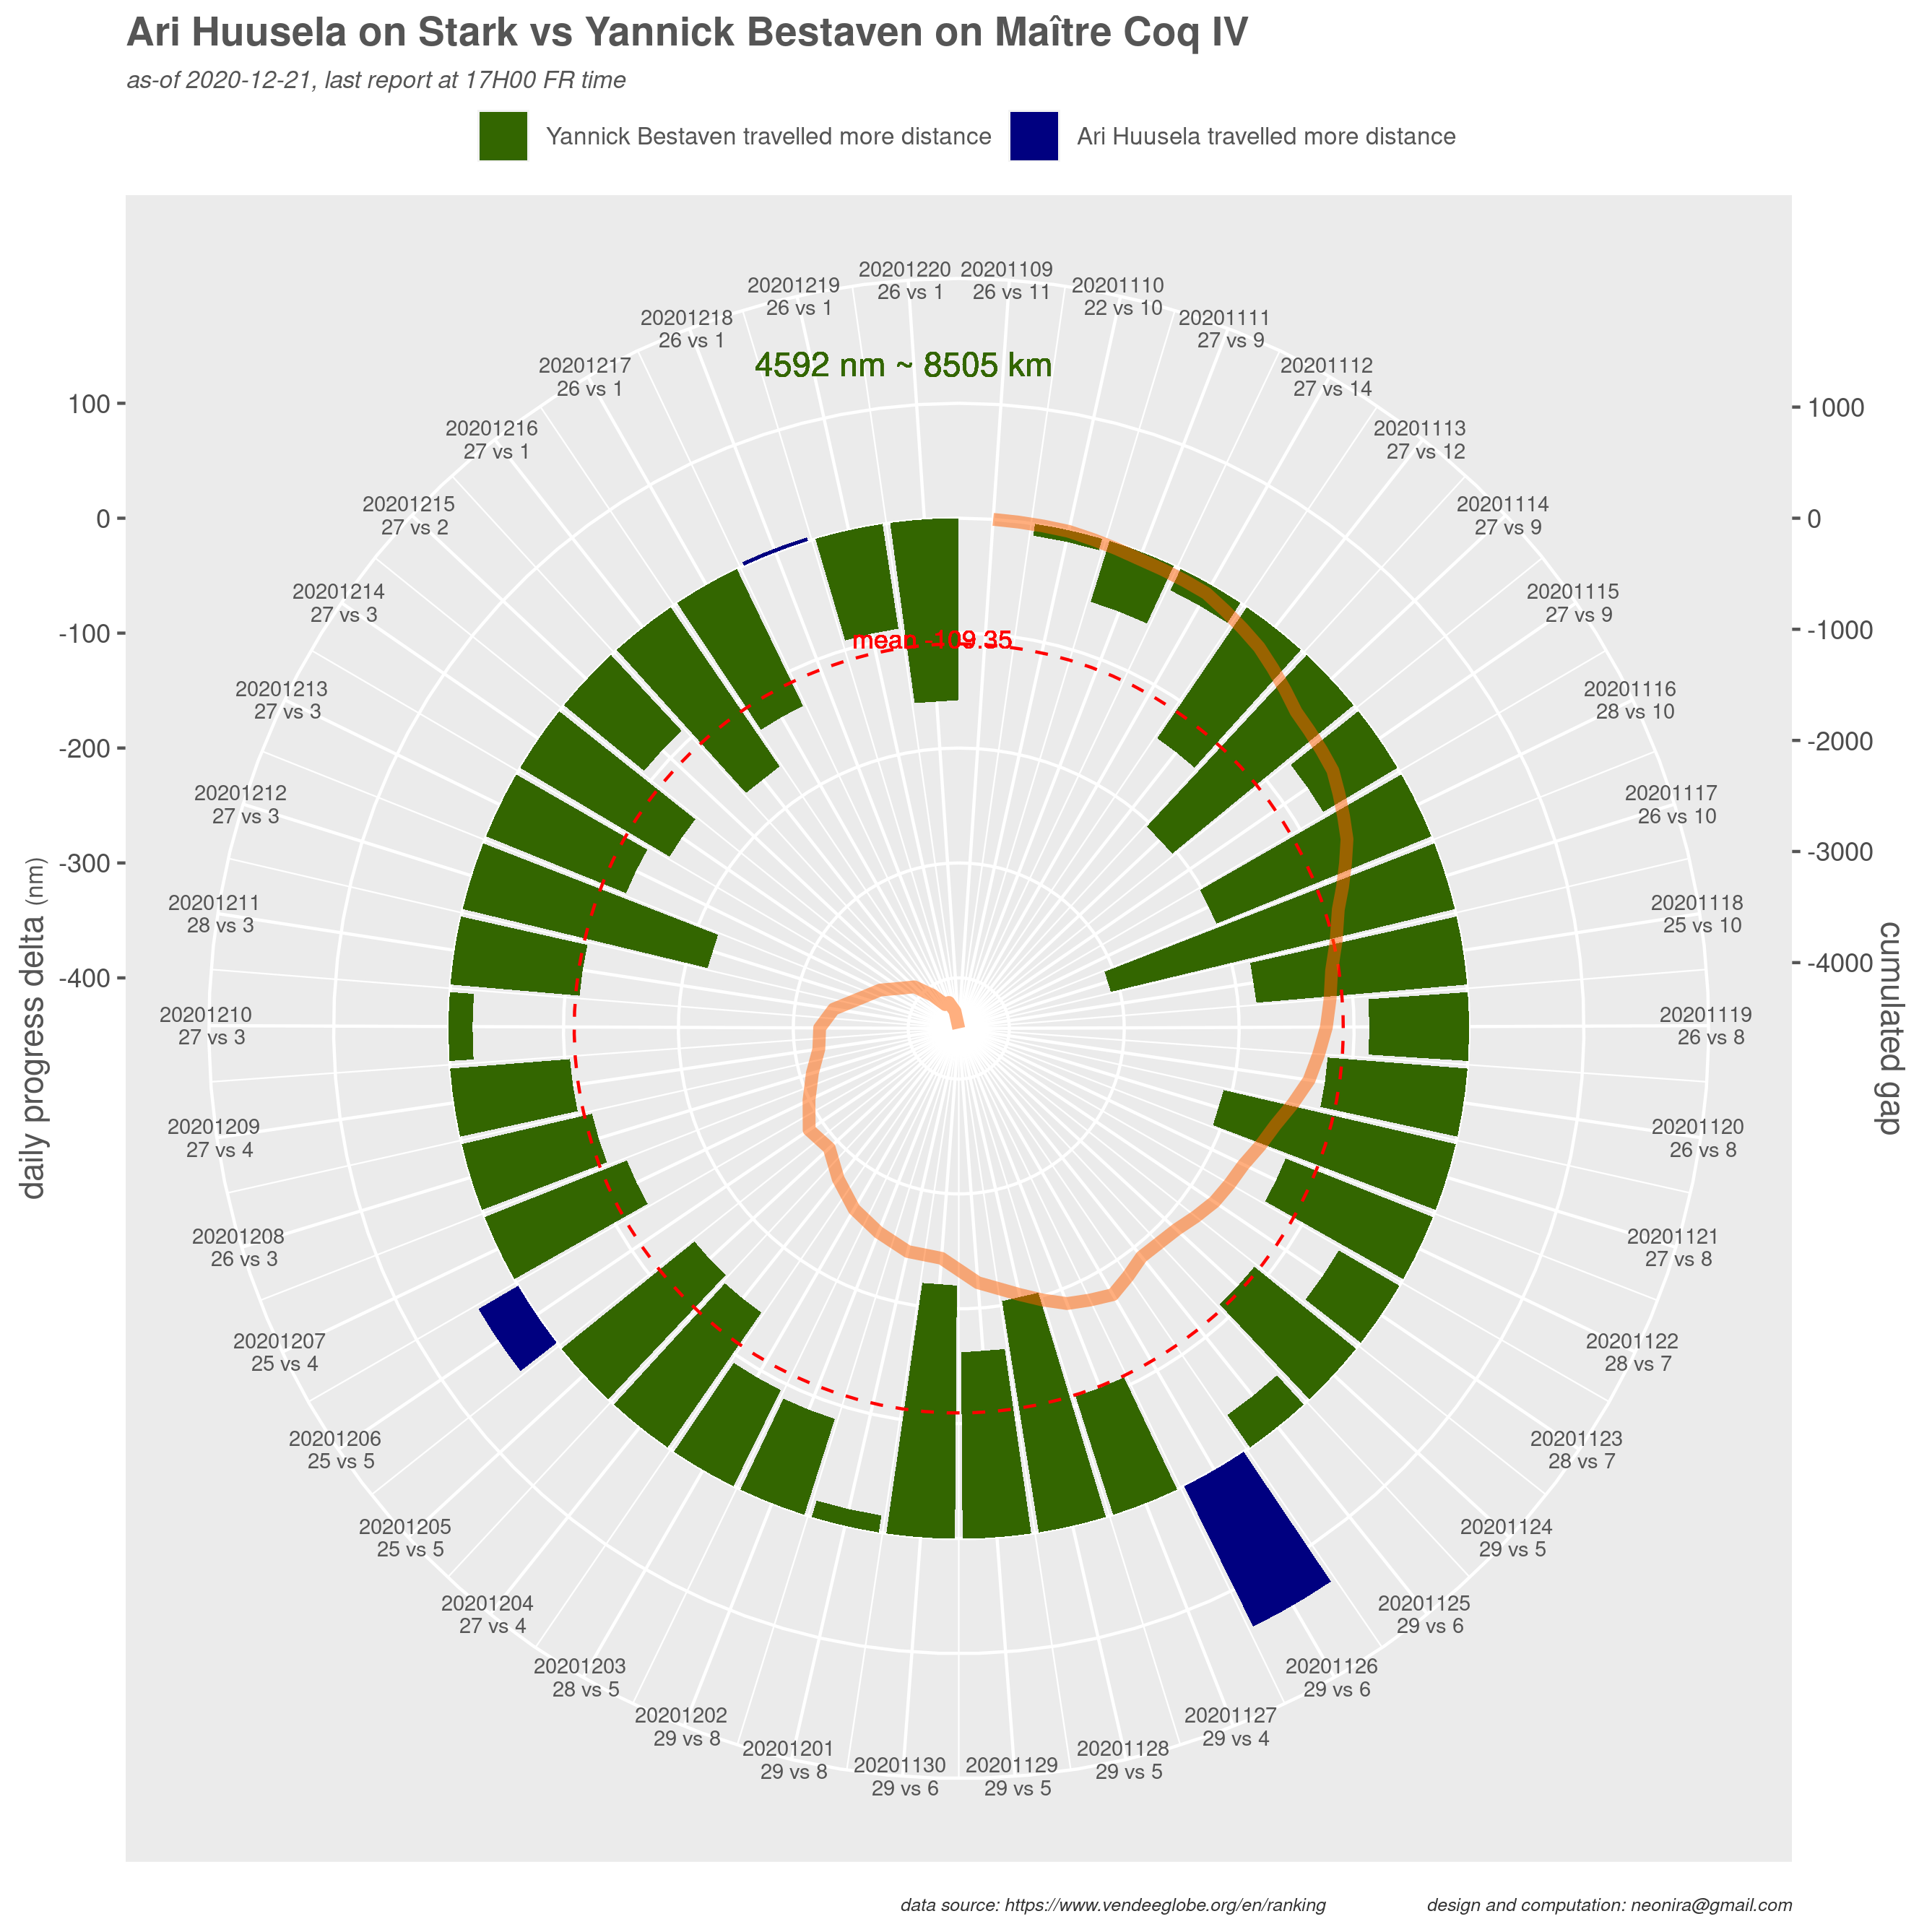 Ari Huusela on Stark vs Yannick Bestaven on Maître Coq IV
as-of 2020-12-21, last report at 17H00 FR time
Yannick Bestaven travelled more distance
Ari Huusela travelled more distance
20201109
26 vs 11
20201110
22 vs 10
20201111
27 vs 9
20201112
27 vs 14
20201113
27 vs 12
20201114
27 vs 9
20201115
27 vs 9
20201116
28 vs 10
20201117
26 vs 10
20201118
25 vs 10
20201119
26 vs 8
20201120
26 vs 8
20201121
27 vs 8
20201122
28 vs 7
20201123
28 vs 7
20201124
29 vs 5
20201125
29 vs 6
20201126
29 vs 6
20201127
29 vs 4
20201128
29 vs 5
20201129
29 vs 5
20201130
29 vs 6
20201201
29 vs 8
20201202
29 vs 8
20201203
28 vs 5
20201204
27 vs 4
20201205
25 vs 5
20201206
25 vs 5
20201207
25 vs 4
20201208
26 vs 3
20201209
27 vs 4
20201210
27 vs 3
20201211
28 vs 3
20201212
27 vs 3
20201213
27 vs 3
20201214
27 vs 3
20201215
27 vs 2
20201216
27 vs 1
20201217
26 vs 1
20201218
26 vs 1
20201219
26 vs 1
20201220
26 vs 1
4592 nm ~ 8505 km
mean -109.35
100
0
-100
-200
-300
-400
daily progress delta (nm)
1000
0
-1000
-2000
-3000
-4000
cumulated gap
data source: https://www.vendeeglobe.org/en/ranking
design and computation: neonira@gmail.com